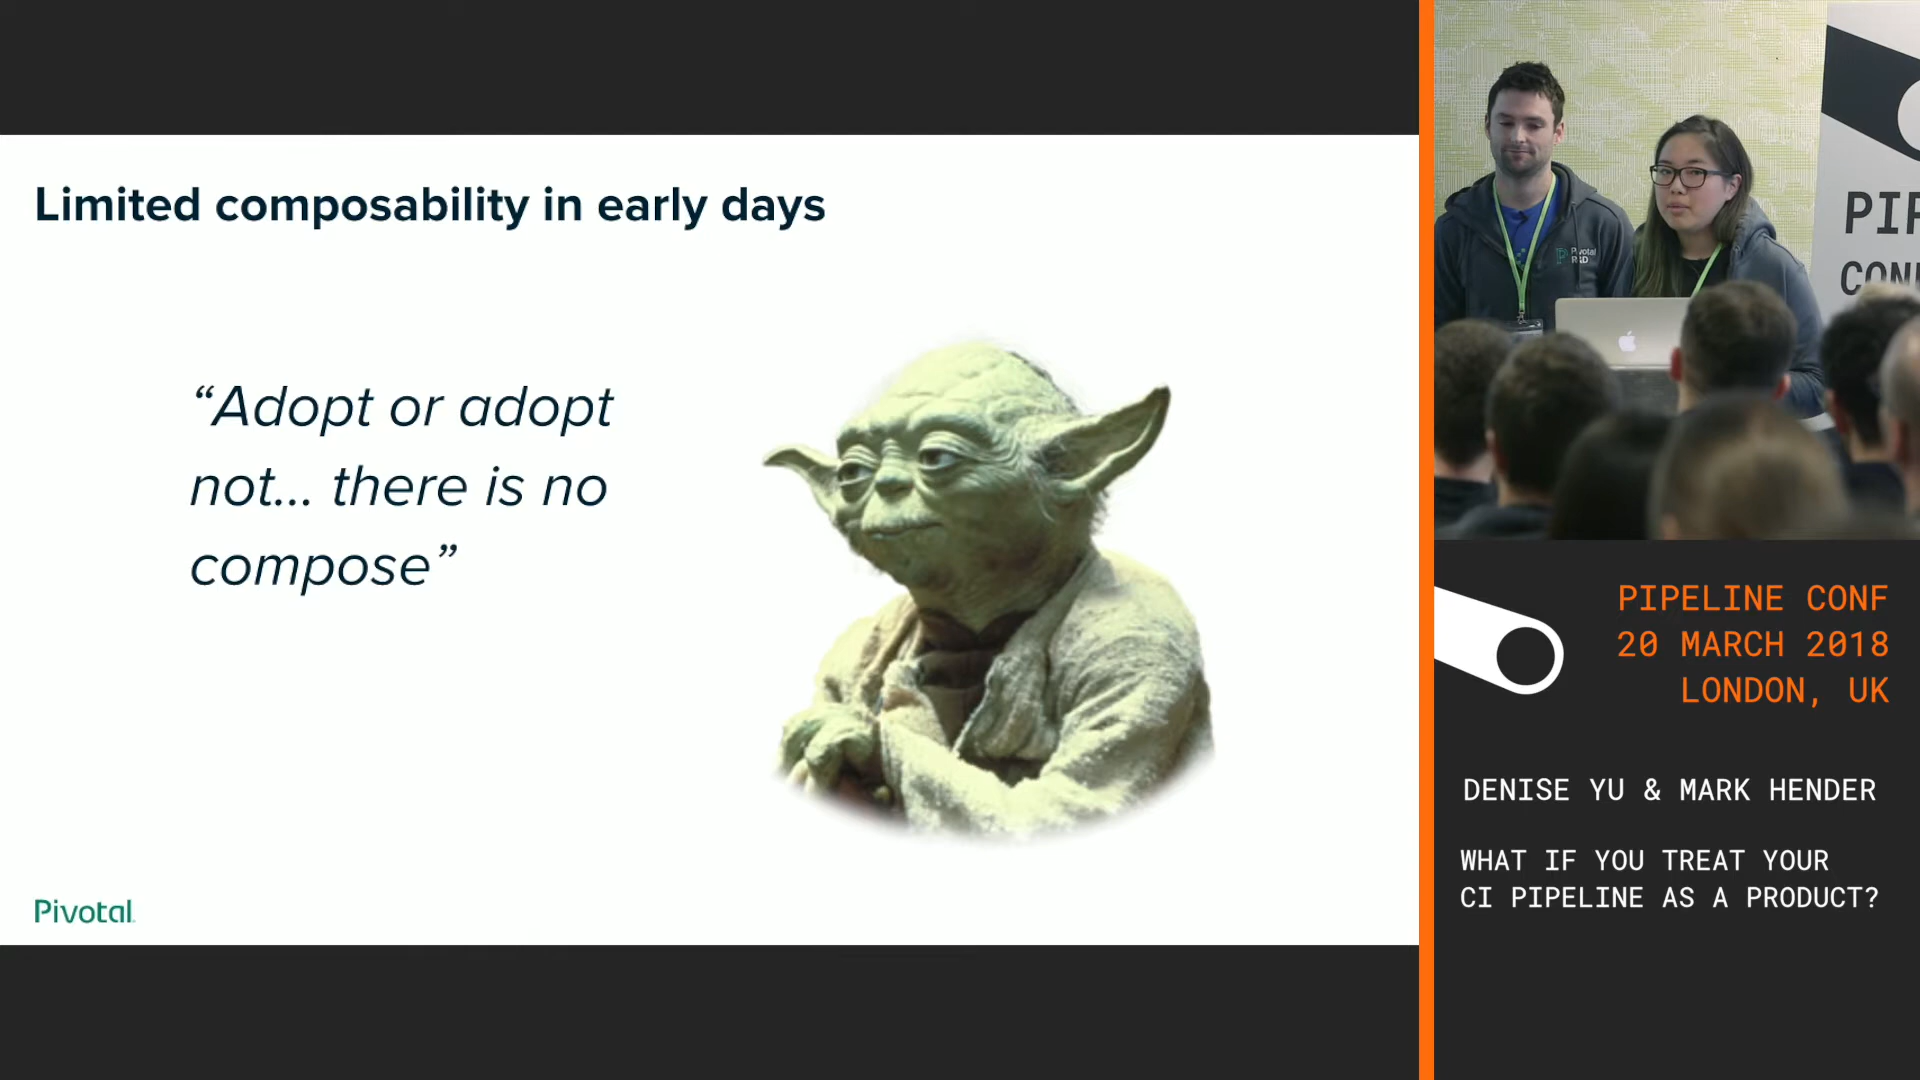 Limited composability in early days
“Adopt or adopt
not... there is no
compose”
Pivotal
Pivotal
R&D
PIPELINE CONF
20 MARCH 2018
LONDON, UK
DENISE YU & MARK HENDER
WHAT IF YOU TREAT YOUR
CI PIPELINE AS A PRODUCT?